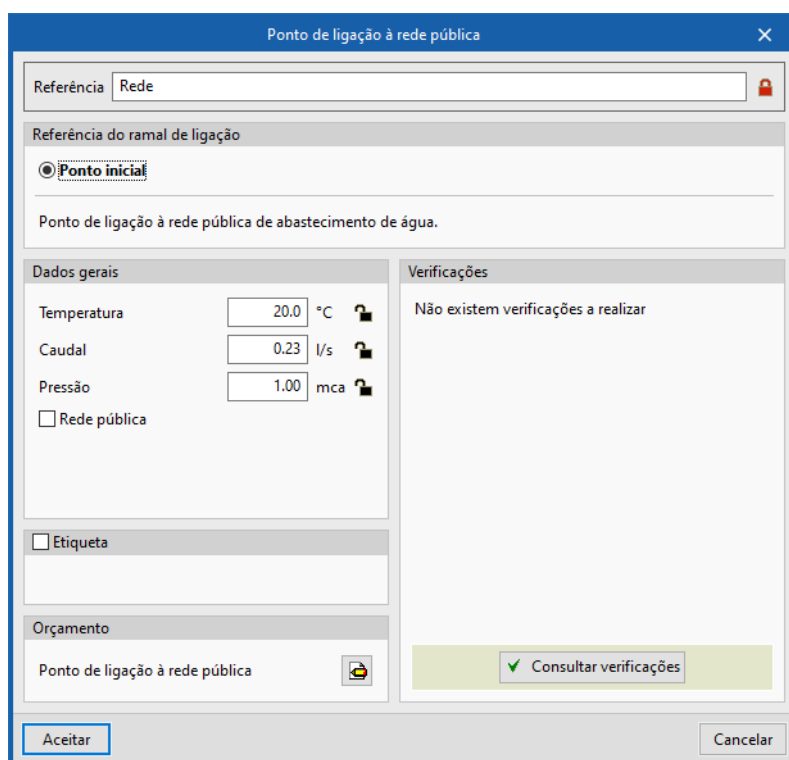 Ponto de ligação à rede pública
Referência Rede
Referência do ramal de ligação
Ponto inicial
Ponto de ligação à rede pública de abastecimento de água.
Dados gerais
Temperatura 20.0 °C
Caudal 0.23 l/s
Pressão 1.00 mca
Rede pública
Etiqueta
Orçamento
Ponto de ligação à rede pública
Verificações
Não existem verificações a realizar
Consultar verificações
Aceitar
Cancelar